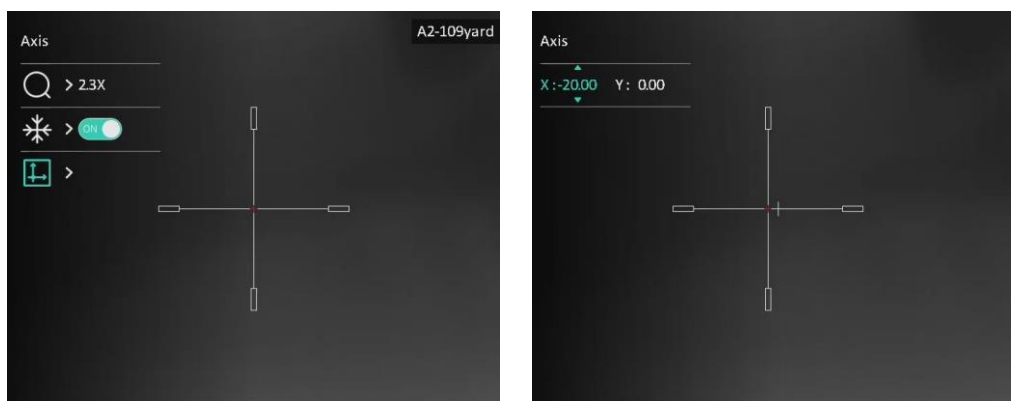 Axis
A2-109yard
> 2.3X
> ON
>
Axis
X :-20.00 Y : 0.00